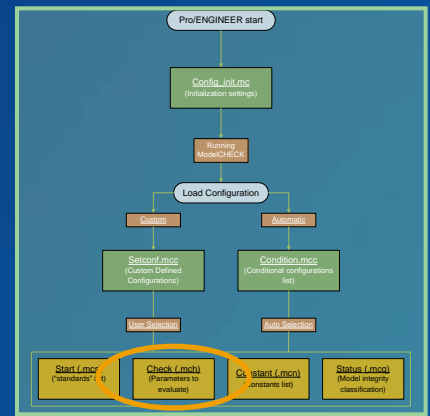 Pro/ENGINEER start
Config_init.mc
(Initialization settings)
Running
ModelCHECK
Load Configuration
Custom
Automatic
Setconf.mcc
(Custom Defined
Configurations)
Condition.mcc
(Conditional configurations
list)
User Selection
Auto Selection
Start (.mcs)
("standards" list)
Check (.mch)
(Parameters to
evaluate)
Constant (.mcn)
(Constants list)
Status (.mcq)
(Model integrity
classification)